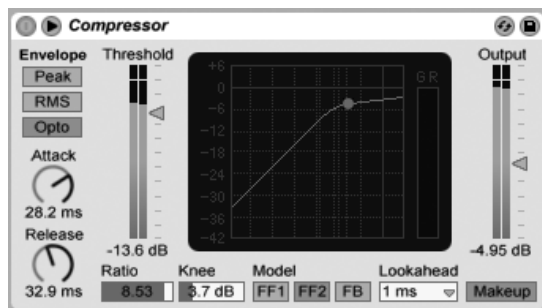 Compressor
Envelope
Peak
RMS
Opto
Attack
28.2 ms
Release
32.9 ms
Threshold
-13.6 dB
+6
0
-6
-12
-18
-24
-30
-36
-42
GR
Output
-4.95 dB
Ratio
8.53
Knee
3.7 dB
Model
FF1 FF2 FB
Lookahead
1 ms
Makeup